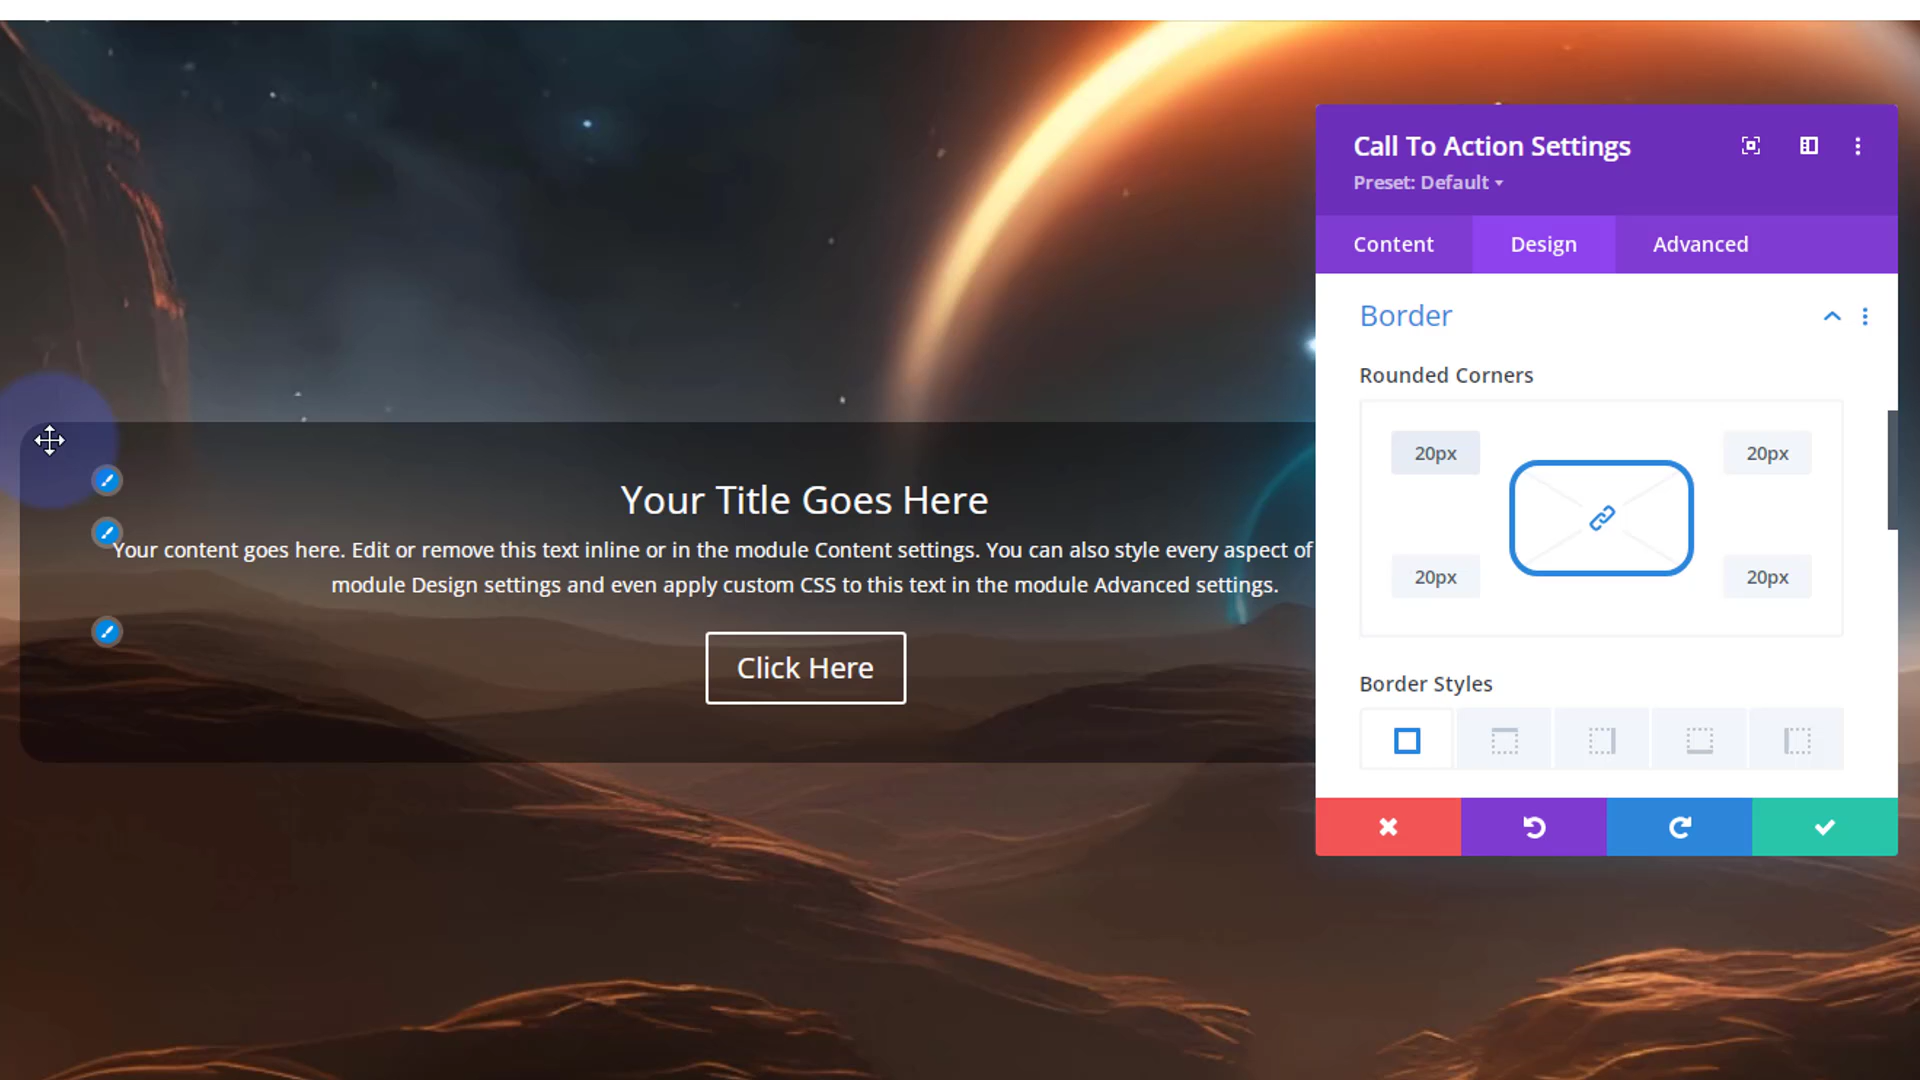 Call To Action Settings
Preset: Default
Content
Design
Advanced
Border
Rounded Corners
20px
20px
20px
20px
Border Styles
Your Title Goes Here
Your content goes here. Edit or remove this text inline or in the module Content settings. You can also style every aspect of
module Design settings and even apply custom CSS to this text in the module Advanced settings.
Click Here